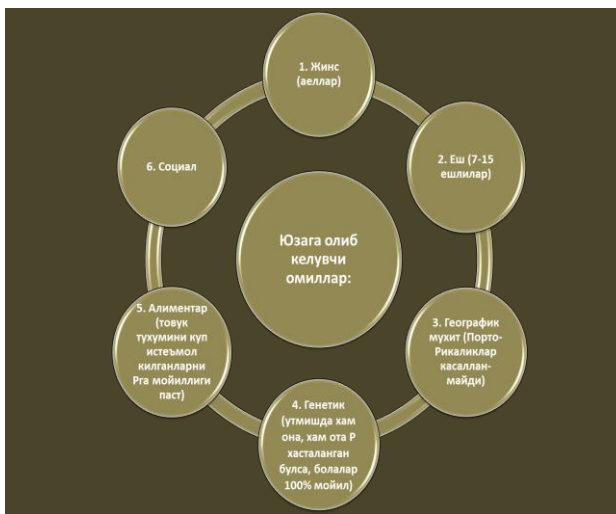 Юзага олиб
келувчи
омиллар:
1. Жинс
(аеллар)
2. Еш (7-15
ешлилар)
3. Географик
мухит (Порто-
Рикаликлар
касаллан-
майди)
4. Генетик
(утмишда хам
она, хам ота Р
хасталанган
булса, болалар
100% мойил)
5. Алиментар
(товук
тухумини куп
истеъмол
килганларни
Рга мойиллиги
паст)
6. Социал